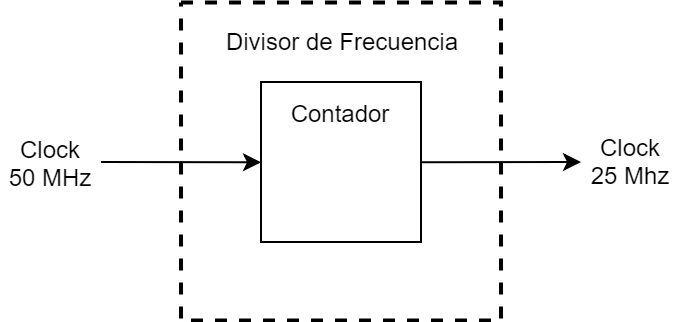 Divisor de Frecuencia
Contador
Clock
50 MHz
Clock
25 Mhz